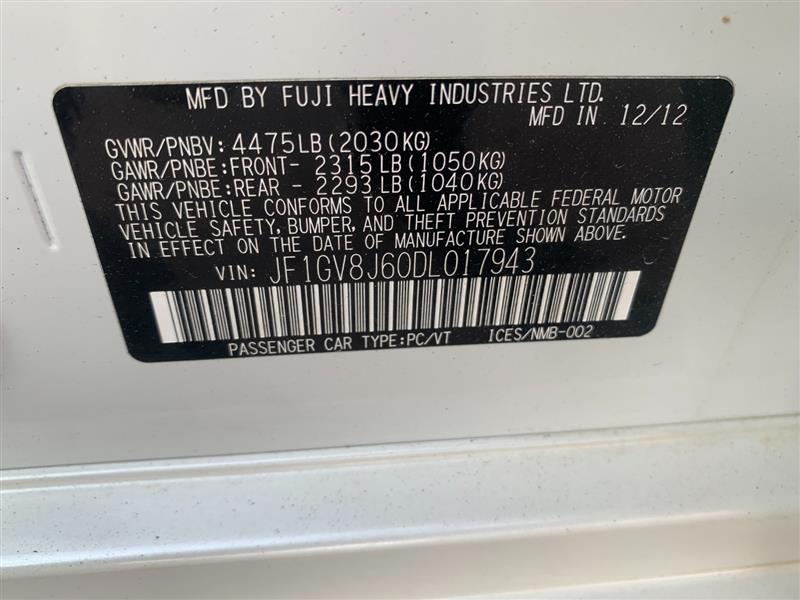 MFD BY FUJI HEAVY INDUSTRIES LTD.
MFD IN 12/12
GVWR/PNBV: 4475LB(2030KG)
GAWR/PNBE:FRONT- 2315LB(1050KG)
GAWR/PNBE:REAR - 2293LB(1040KG)
THIS VEHICLE CONFORMS TO ALL APPLICABLE FEDERAL MOTOR
VEHICLE SAFETY, BUMPER, AND THEFT PREVENTION STANDARDS
IN EFFECT ON THE DATE OF MANUFACTURE SHOWN ABOVE.
VIN: JF1GV8J60DL017943
PASSENGER CAR TYPE:PC/VT ICES/NMB-002